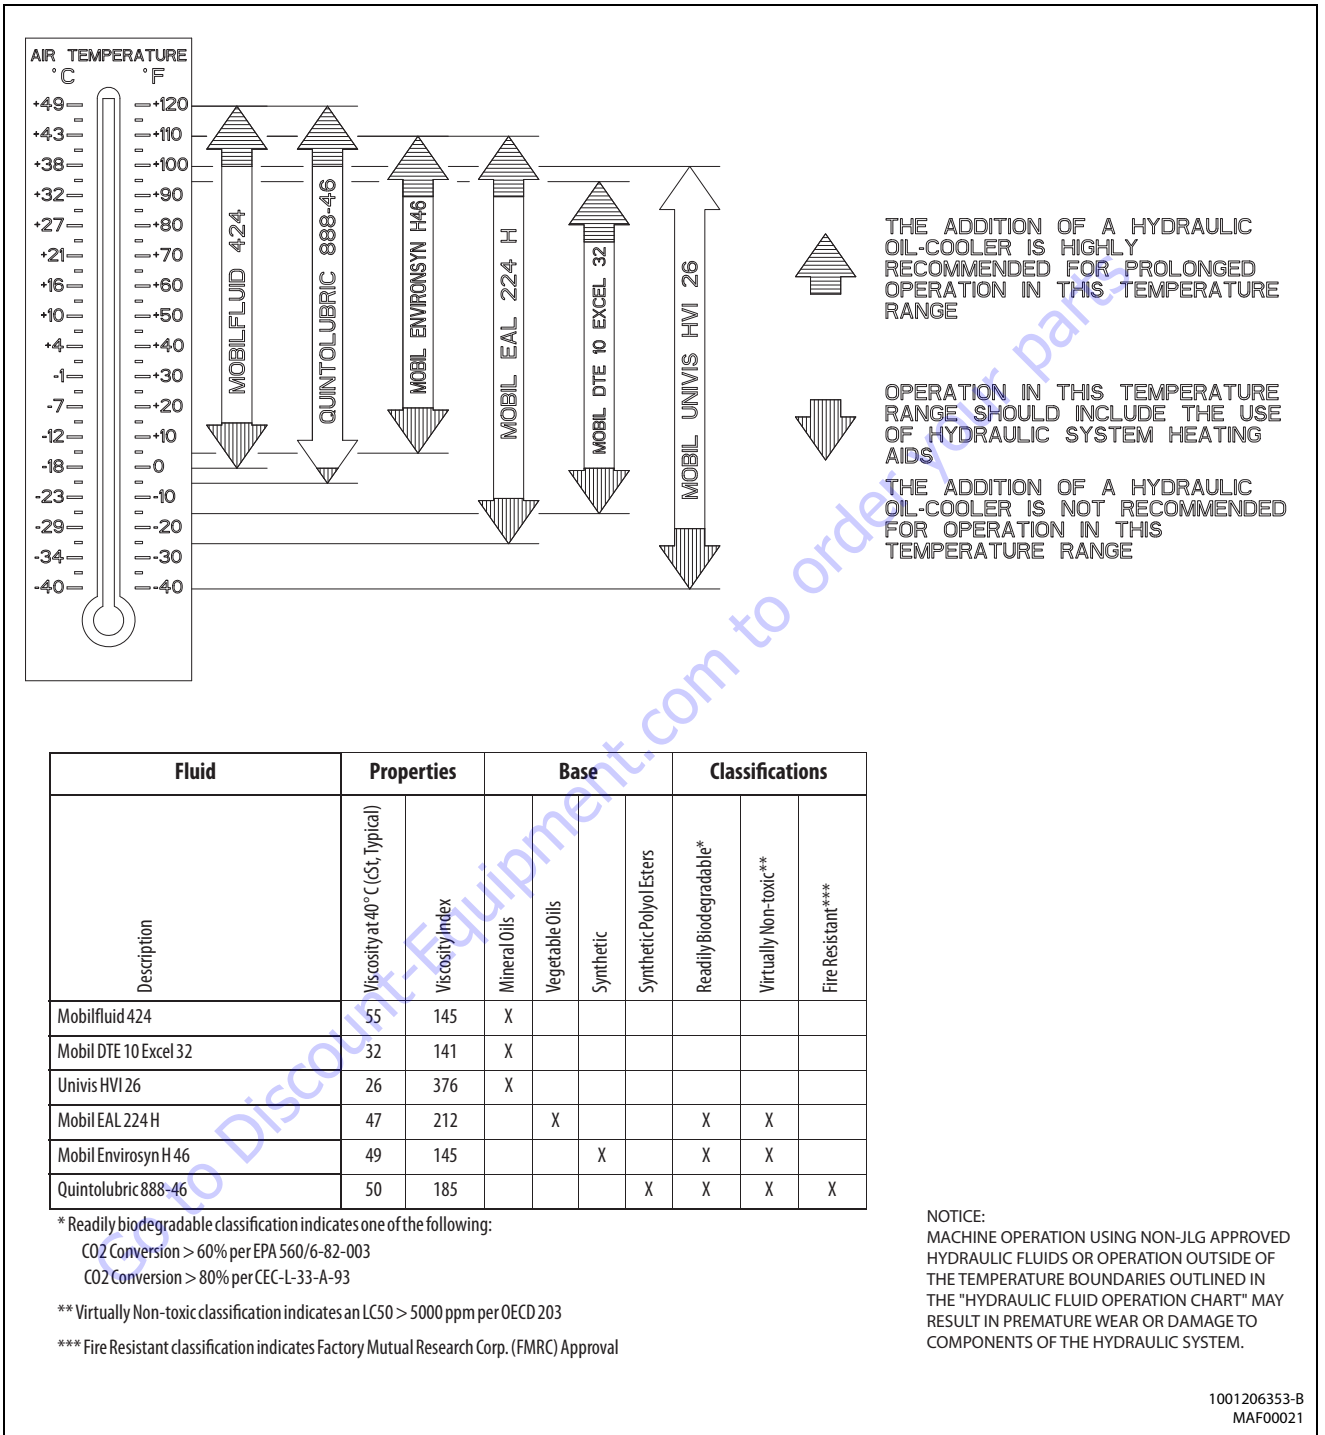 AIR TEMPERATURE
°C °F
+49 +120
+43 +110
+38 +100
+32 +90
+27 +80
+21 +70
+16 +60
+10 +50
+4 +40
-1 +30
-7 +20
-12 +10
-18 0
-23 -10
-29 -20
-34 -30
-40 -40
MOBILFLUID 424
QUINTOLUBRIC 888-46
MOBIL ENVIRONSYN H46
MOBIL EAL 224 H
MOBIL DTE 10 EXCEL 32
MOBIL UNIVIS HVI 26
THE ADDITION OF A HYDRAULIC
OIL-COOLER IS HIGHLY
RECOMMENDED FOR PROLONGED
OPERATION IN THIS TEMPERATURE
RANGE
OPERATION IN THIS TEMPERATURE
RANGE SHOULD INCLUDE THE USE
OF HYDRAULIC SYSTEM HEATING
AIDS
THE ADDITION OF A HYDRAULIC
OIL-COOLER IS NOT RECOMMENDED
FOR OPERATION IN THIS
TEMPERATURE RANGE
Fluid Properties Base Classifications
Description
Viscosity at 40° C (cSt, Typical)
Viscosity Index
Mineral Oils
Vegetable Oils
Synthetic
Synthetic Polyol Esters
Readily Biodegradable*
Virtually Non-toxic**
Fire Resistant***
Mobilfluid 424 55 145 X
Mobil DTE 10 Excel 32 32 141 X
Univis HVI 26 26 376 X
Mobil EAL 224 H 47 212 X X X
Mobil Envirosyn H 46 49 145 X X X
Quintolubric 888-46 50 185 X X X X
* Readily biodegradable classification indicates one of the following:
CO2 Conversion > 60% per EPA 560/6-82-003
CO2 Conversion > 80% per CEC-L-33-A-93
** Virtually Non-toxic classification indicates an LC50 > 5000 ppm per OECD 203
*** Fire Resistant classification indicates Factory Mutual Research Corp. (FMRC) Approval
NOTICE:
MACHINE OPERATION USING NON-JLG APPROVED
HYDRAULIC FLUIDS OR OPERATION OUTSIDE OF
THE TEMPERATURE BOUNDARIES OUTLINED IN
THE "HYDRAULIC FLUID OPERATION CHART" MAY
RESULT IN PREMATURE WEAR OR DAMAGE TO
COMPONENTS OF THE HYDRAULIC SYSTEM.
1001206353-B
MAF00021
Go to Discount-Equipment.com to order your parts